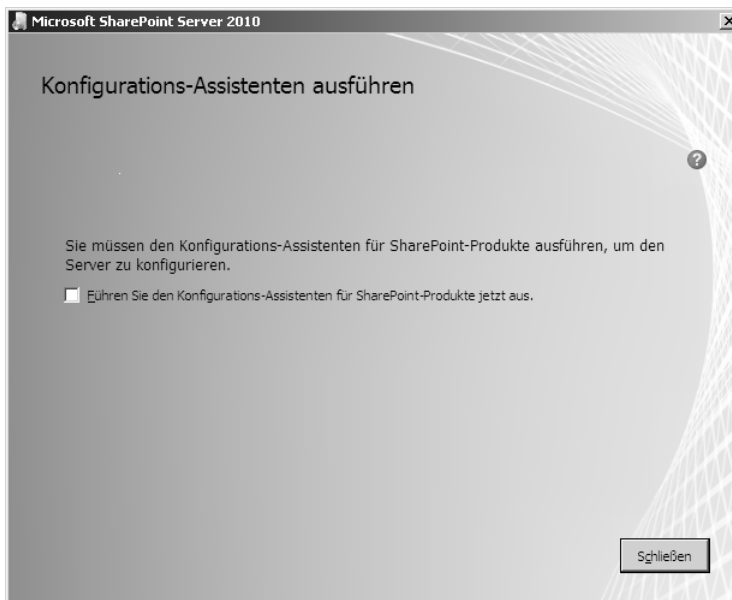 Microsoft SharePoint Server 2010
Konfigurations-Assistenten ausführen
?
Sie müssen den Konfigurations-Assistenten für SharePoint-Produkte ausführen, um den
Server zu konfigurieren.
Führen Sie den Konfigurations-Assistenten für SharePoint-Produkte jetzt aus.
Schließen